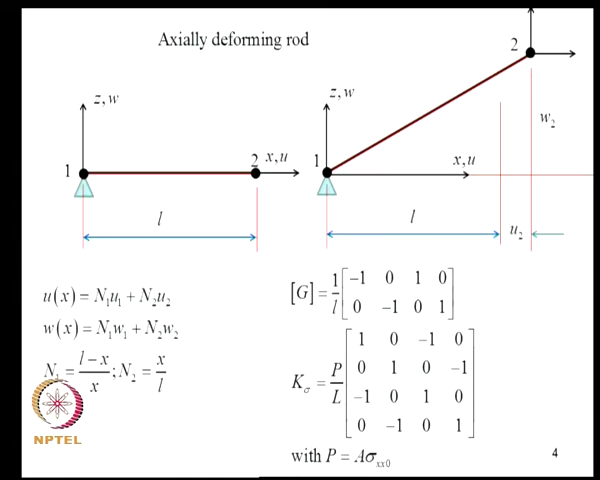 Axially deforming rod
z, w
1
2
x, u
l
z, w
1
2
x, u
w₂
l
u₂
u(x) = N₁u₁ + N₂u₂
w(x) = N₁w₁ + N₂w₂
N₁ = (l − x)/x; N₂ = x/l
[G] = 1/l [−1 0 1 0
0 −1 0 1]
K_σ = P/L [1 0 −1 0
0 1 0 −1
−1 0 1 0
0 −1 0 1]
with P = Aσ_xx0
NPTEL
4